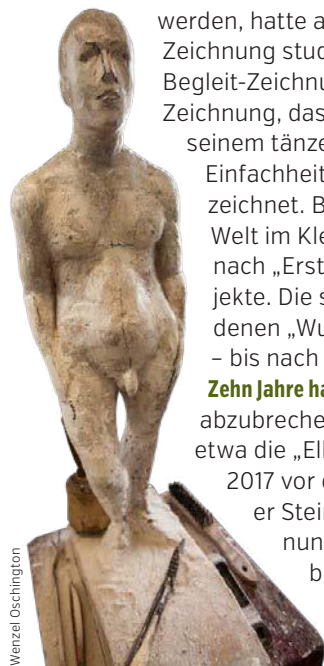 werden, hatte a
Zeichnung stud
Begleit-Zeichnu
Zeichnung, das
seinem tänze
Einfachheit
zeichnet. B
Welt im Kle
nach „Erst
jekte. Die s
denen „Wu
– bis nach
Zehn Jahre ha
abzubreche
etwa die „Ell
2017 vor
er Stein
nun
b
Wenzel Oschington